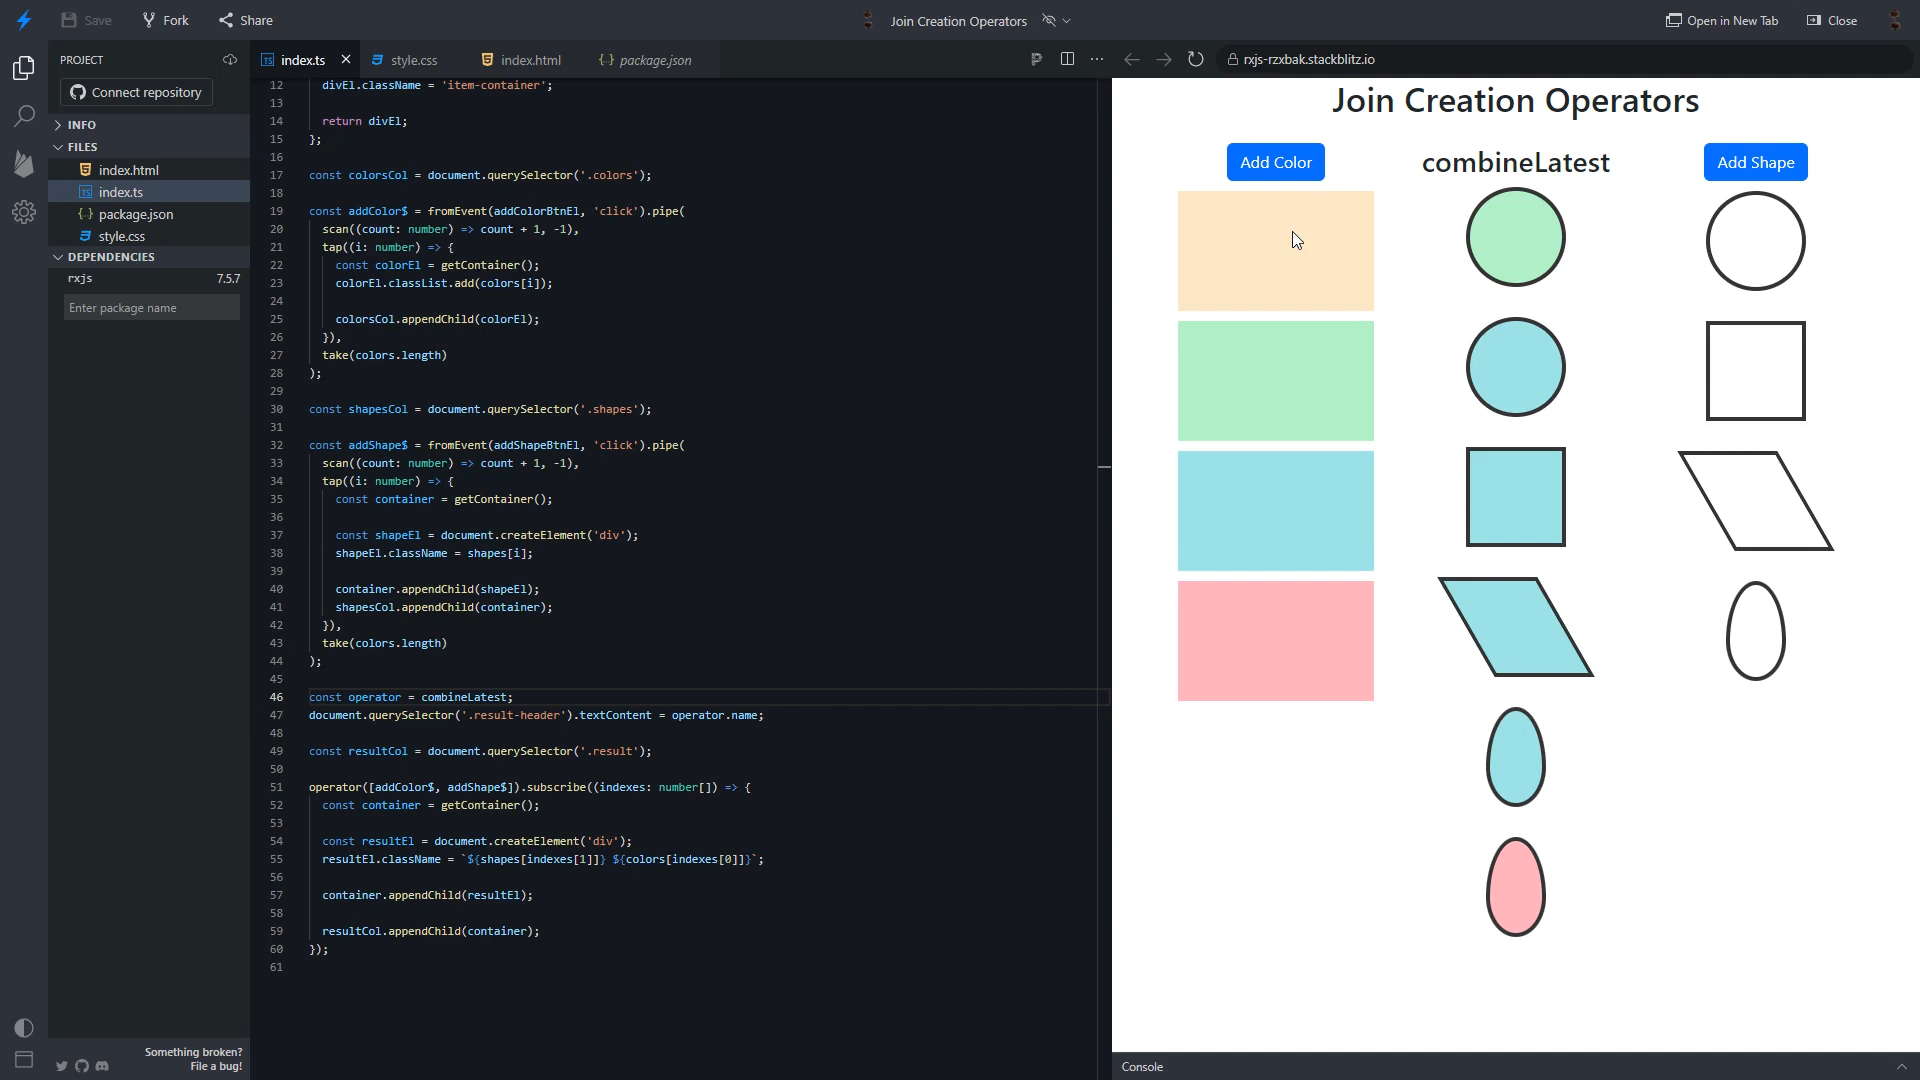 Save
Fork
Share
Join Creation Operators
Open in New Tab
Close
PROJECT
Connect repository
INFO
FILES
index.html
index.ts
package.json
style.css
DEPENDENCIES
rxjs 7.5.7
Enter package name
Something broken?
File a bug!
index.ts
style.css
index.html
package.json
12 divEl.className = 'item-container';
13
14 return divEl;
15 };
16
17 const colorsCol = document.querySelector('.colors');
18
19 const addColor$ = fromEvent(addColorBtnEl, 'click').pipe(
20 scan((count: number) => count + 1, -1),
21 tap((i: number) => {
22 const colorEl = getContainer();
23 colorEl.classList.add(colors[i]);
24
25 colorsCol.appendChild(colorEl);
26 }),
27 take(colors.length)
28 );
29
30 const shapesCol = document.querySelector('.shapes');
31
32 const addShape$ = fromEvent(addShapeBtnEl, 'click').pipe(
33 scan((count: number) => count + 1, -1),
34 tap((i: number) => {
35 const container = getContainer();
36
37 const shapeEl = document.createElement('div');
38 shapeEl.className = shapes[i];
39
40 container.appendChild(shapeEl);
41 shapesCol.appendChild(container);
42 }),
43 take(colors.length)
44 );
45
46 const operator = combineLatest;
47 document.querySelector('.result-header').textContent = operator.name;
48
49 const resultCol = document.querySelector('.result');
50
51 operator([addColor$, addShape$]).subscribe((indexes: number[]) => {
52 const container = getContainer();
53
54 const resultEl = document.createElement('div');
55 resultEl.className = `${shapes[indexes[1]]} ${colors[indexes[0]]}`;
56
57 container.appendChild(resultEl);
58
59 resultCol.appendChild(container);
60 });
61
rxjs-rzxbak.stackblitz.io
Join Creation Operators
Add Color
combineLatest
Add Shape
Console